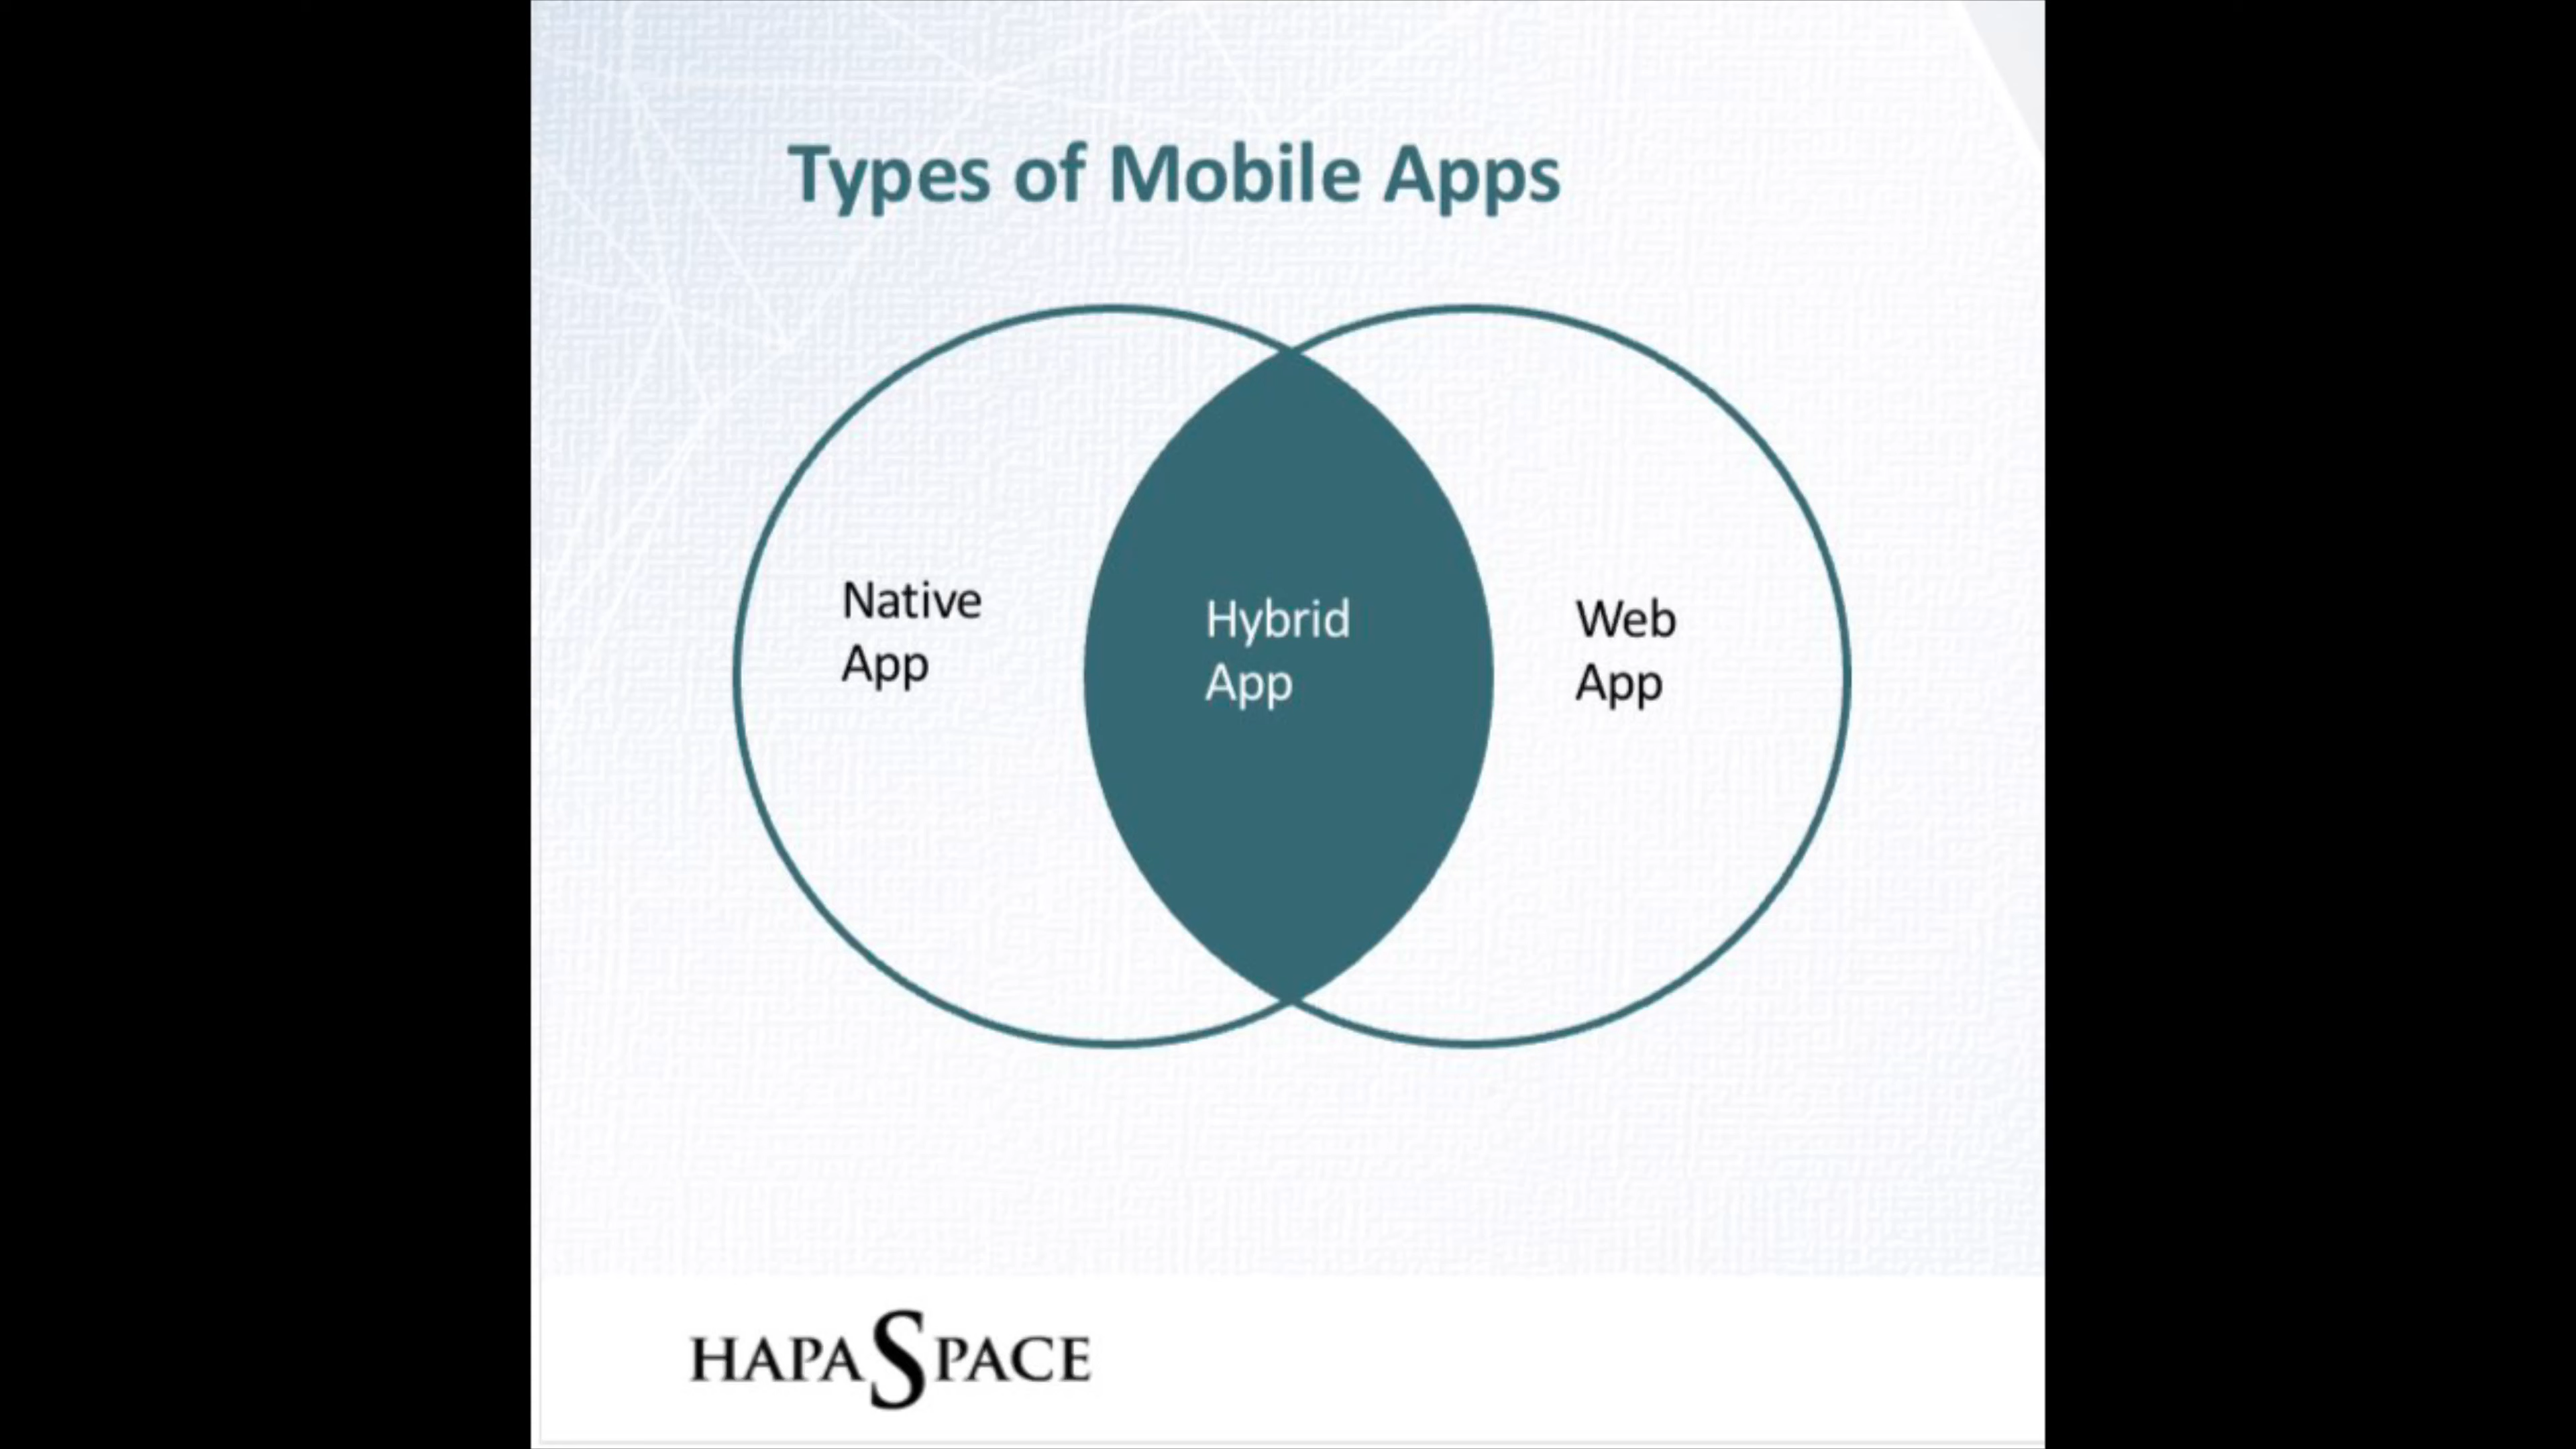 Types of Mobile Apps
Native
App
Hybrid
App
Web
App
HAPASPACE